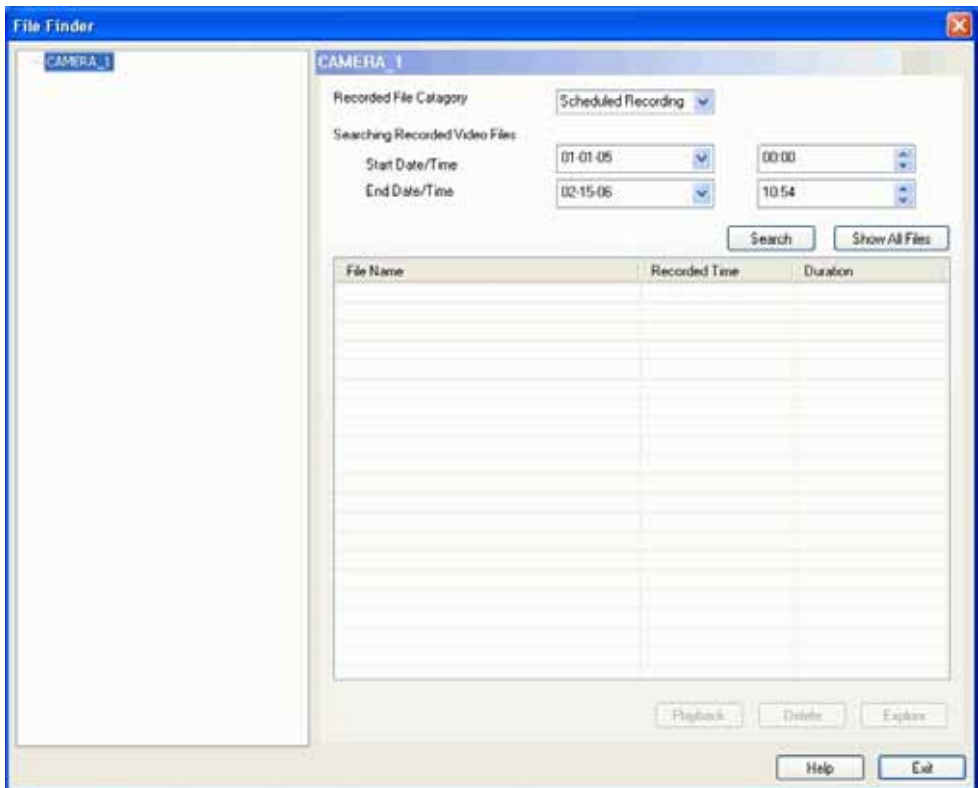 File Finder
CAMERA_1
CAMERA_1
Recorded File Catagory
Scheduled Recording
Searching Recorded Video Files
Start Date/Time
01-01-05
00:00
End Date/Time
02-15-06
10:54
Search
Show All Files
File Name
Recorded Time
Duration
Playback
Delete
Explore
Help
Exit